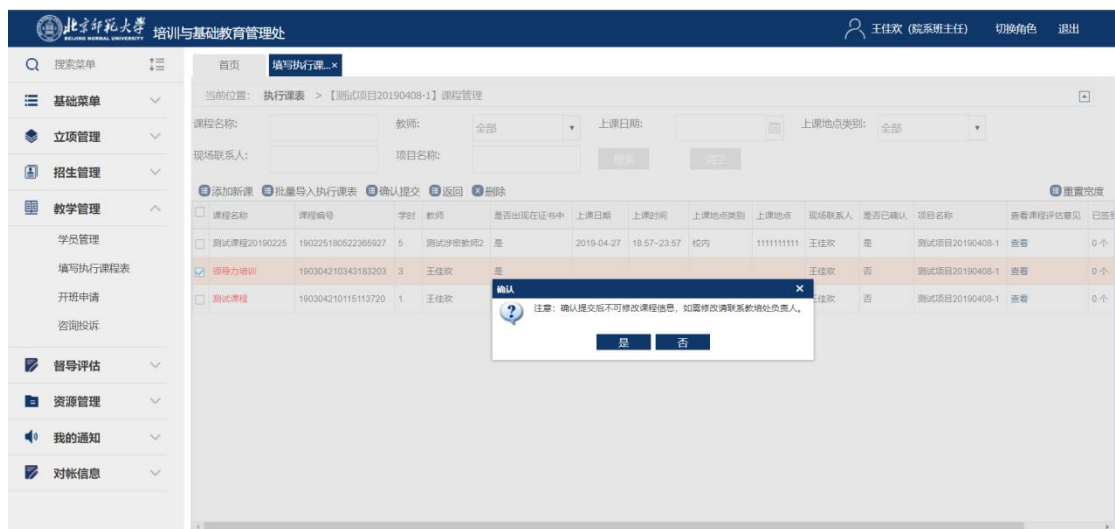 北京师范大学 培训与基础教育管理处 王佳欢（院系班主任） 切换角色 退出
BEIJING NORMAL UNIVERSITY
搜索菜单 首页 填写执行课...×
当前位置： 执行课表 > 【测试项目20190408-1】课程管理
基础菜单
课程名称: 教师: 全部 上课日期: 上课地点类别: 全部
立项管理
现场联系人: 项目名称: 搜索 清空
招生管理
添加新课 批量导入执行课表 确认提交 返回 删除 重置宽度
教学管理
课程名称 课程编号 学时 教师 是否出现在证书中 上课日期 上课时间 上课地点类别 上课地点 现场联系人 是否已确认 项目名称 查看课程评估意见 已签到
学员管理
测试课程20190225 190225180522365927 5 测试涉密教师2 是 2019-04-27 18:57~23:57 校内 1111111111 王佳欢 是 测试项目20190408-1 查看 0个
填写执行课程表
领导力培训 190304210343183203 3 王佳欢 是 王佳欢 否 测试项目20190408-1 查看 0个
开班申请
测试课程 190304210115113720 1 王佳欢 王佳欢 否 测试项目20190408-1 查看 0个
确认 ×
注意：确认提交后不可修改课程信息，如需修改请联系教培处负责人。
是 否
咨询投诉
督导评估
资源管理
我的通知
对帐信息